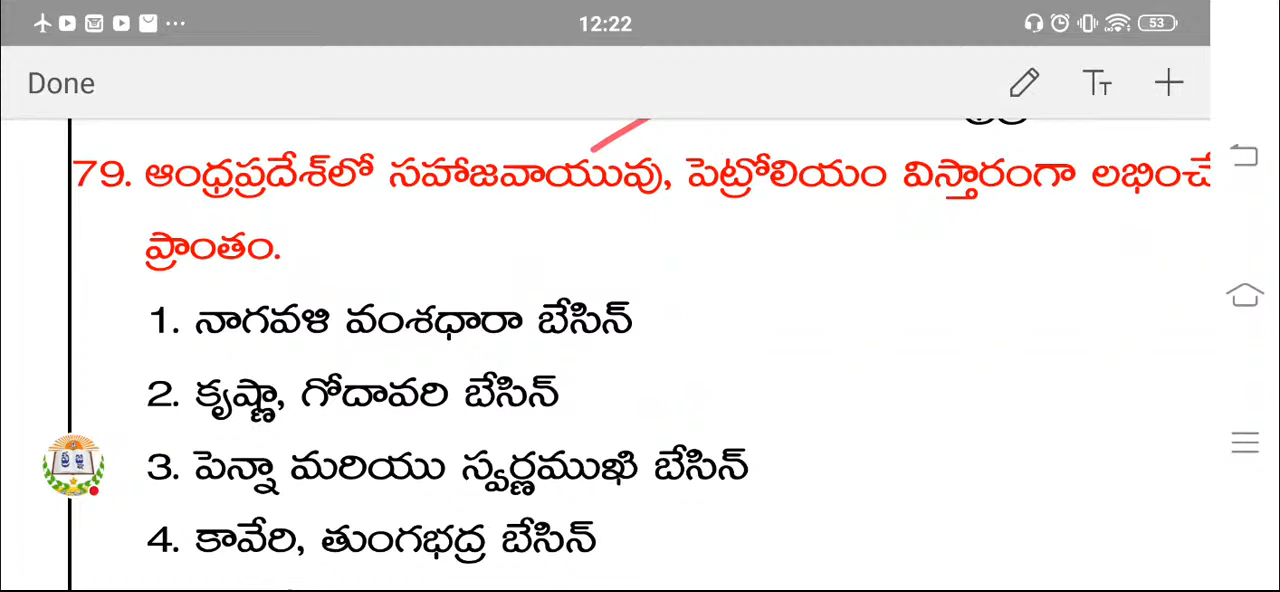 12:22
53
Done
79. ఆంధ్రప్రదేశ్‌లో సహజవాయువు, పెట్రోలియం విస్తారంగా లభించే
ప్రాంతం.
1. నాగవళి వంశధారా బేసిన్
2. కృష్ణా, గోదావరి బేసిన్
3. పెన్నా మరియు స్వర్ణముఖి బేసిన్
4. కావేరి, తుంగభద్ర బేసిన్